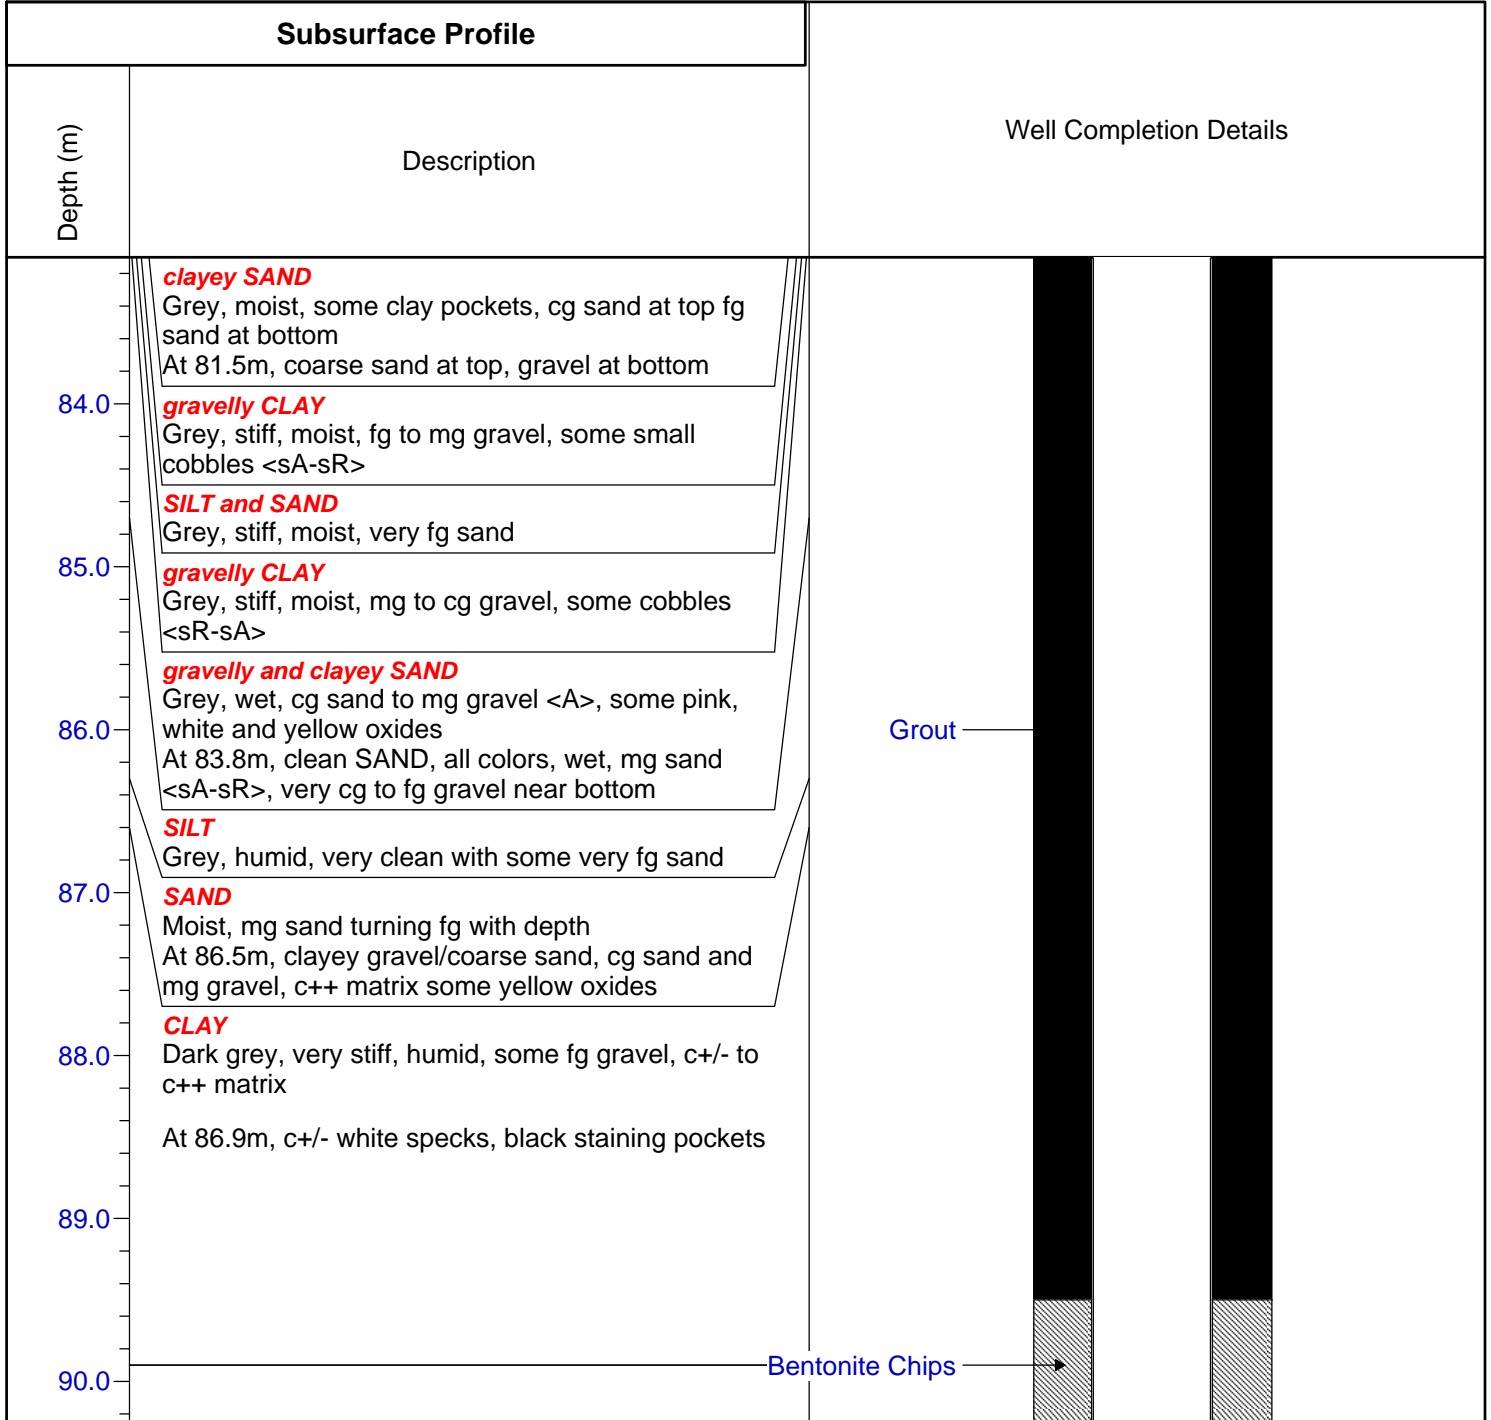 Subsurface Profile
Depth (m)
Description
Well Completion Details
clayey SAND
Grey, moist, some clay pockets, cg sand at top fg
sand at bottom
At 81.5m, coarse sand at top, gravel at bottom
84.0
gravelly CLAY
Grey, stiff, moist, fg to mg gravel, some small
cobbles <sA-sR>
SILT and SAND
Grey, stiff, moist, very fg sand
85.0
gravelly CLAY
Grey, stiff, moist, mg to cg gravel, some cobbles
<sR-sA>
gravelly and clayey SAND
Grey, wet, cg sand to mg gravel <A>, some pink,
white and yellow oxides
86.0
Grout
At 83.8m, clean SAND, all colors, wet, mg sand
<sA-sR>, very cg to fg gravel near bottom
SILT
Grey, humid, very clean with some very fg sand
87.0
SAND
Moist, mg sand turning fg with depth
At 86.5m, clayey gravel/coarse sand, cg sand and
mg gravel, c++ matrix some yellow oxides
CLAY
88.0
Dark grey, very stiff, humid, some fg gravel, c+/- to
c++ matrix
At 86.9m, c+/- white specks, black staining pockets
89.0
Bentonite Chips
90.0